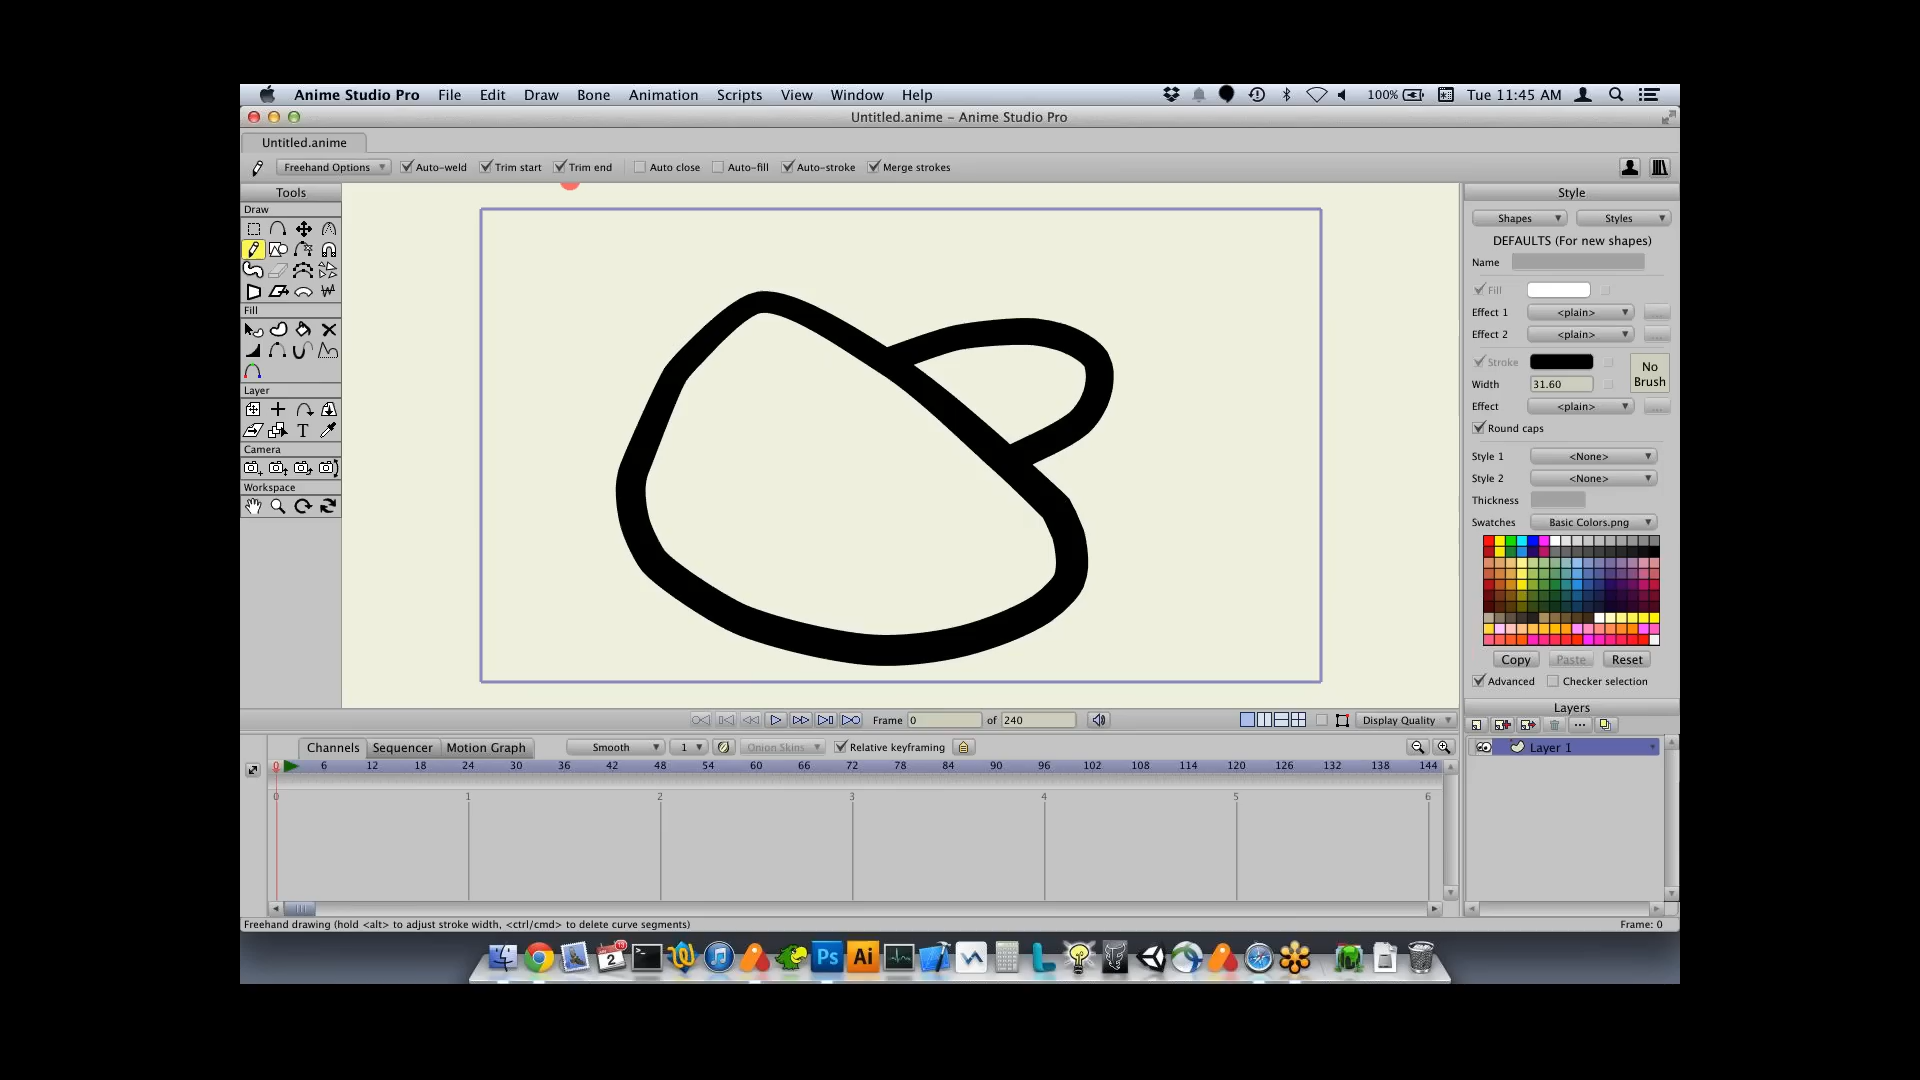 Anime Studio Pro File Edit Draw Bone Animation Scripts View Window Help 100% Tue 11:45 AM
Untitled.anime – Anime Studio Pro
Untitled.anime
Freehand Options Auto-weld Trim start Trim end Auto close Auto-fill Auto-stroke Merge strokes
Tools
Draw
Fill
Layer
T
Camera
Workspace
Style
Shapes Styles
DEFAULTS (For new shapes)
Name
Fill
Effect 1 <plain> ...
Effect 2 <plain> ...
Stroke
No Brush
Width 31.60
Effect <plain> ...
Round caps
Style 1 <None>
Style 2 <None>
Thickness
Swatches Basic Colors.png
Copy Paste Reset
Advanced Checker selection
Frame 0 of 240 Display Quality
Layers
Channels Sequencer Motion Graph Smooth 1 Onion Skins Relative keyframing
Layer 1
0 6 12 18 24 30 36 42 48 54 60 66 72 78 84 90 96 102 108 114 120 126 132 138 144
0 1 2 3 4 5 6
Freehand drawing (hold <alt> to adjust stroke width, <ctrl/cmd> to delete curve segments) Frame: 0
2 Ps Ai